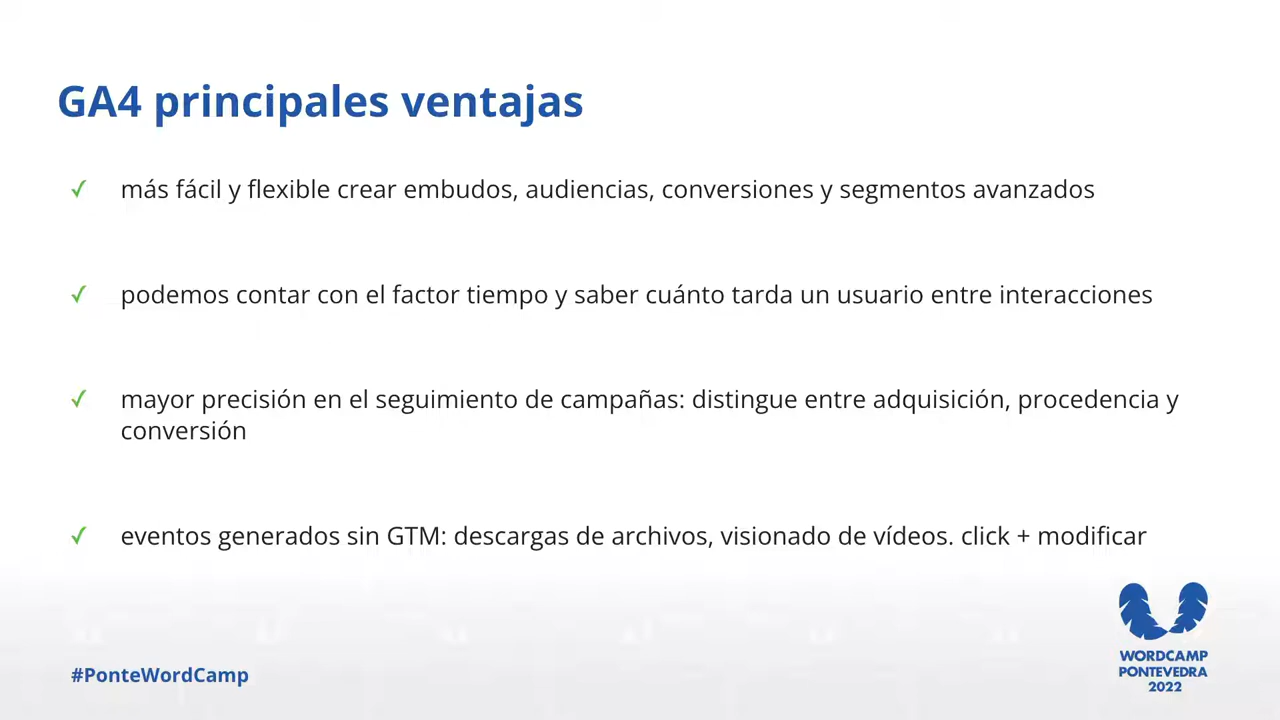 GA4 principales ventajas
✓ más fácil y flexible crear embudos, audiencias, conversiones y segmentos avanzados
✓ podemos contar con el factor tiempo y saber cuánto tarda un usuario entre interacciones
✓ mayor precisión en el seguimiento de campañas: distingue entre adquisición, procedencia y
conversión
✓ eventos generados sin GTM: descargas de archivos, visionado de vídeos. click + modificar
#PonteWordCamp
WORDCAMP
PONTEVEDRA
2022